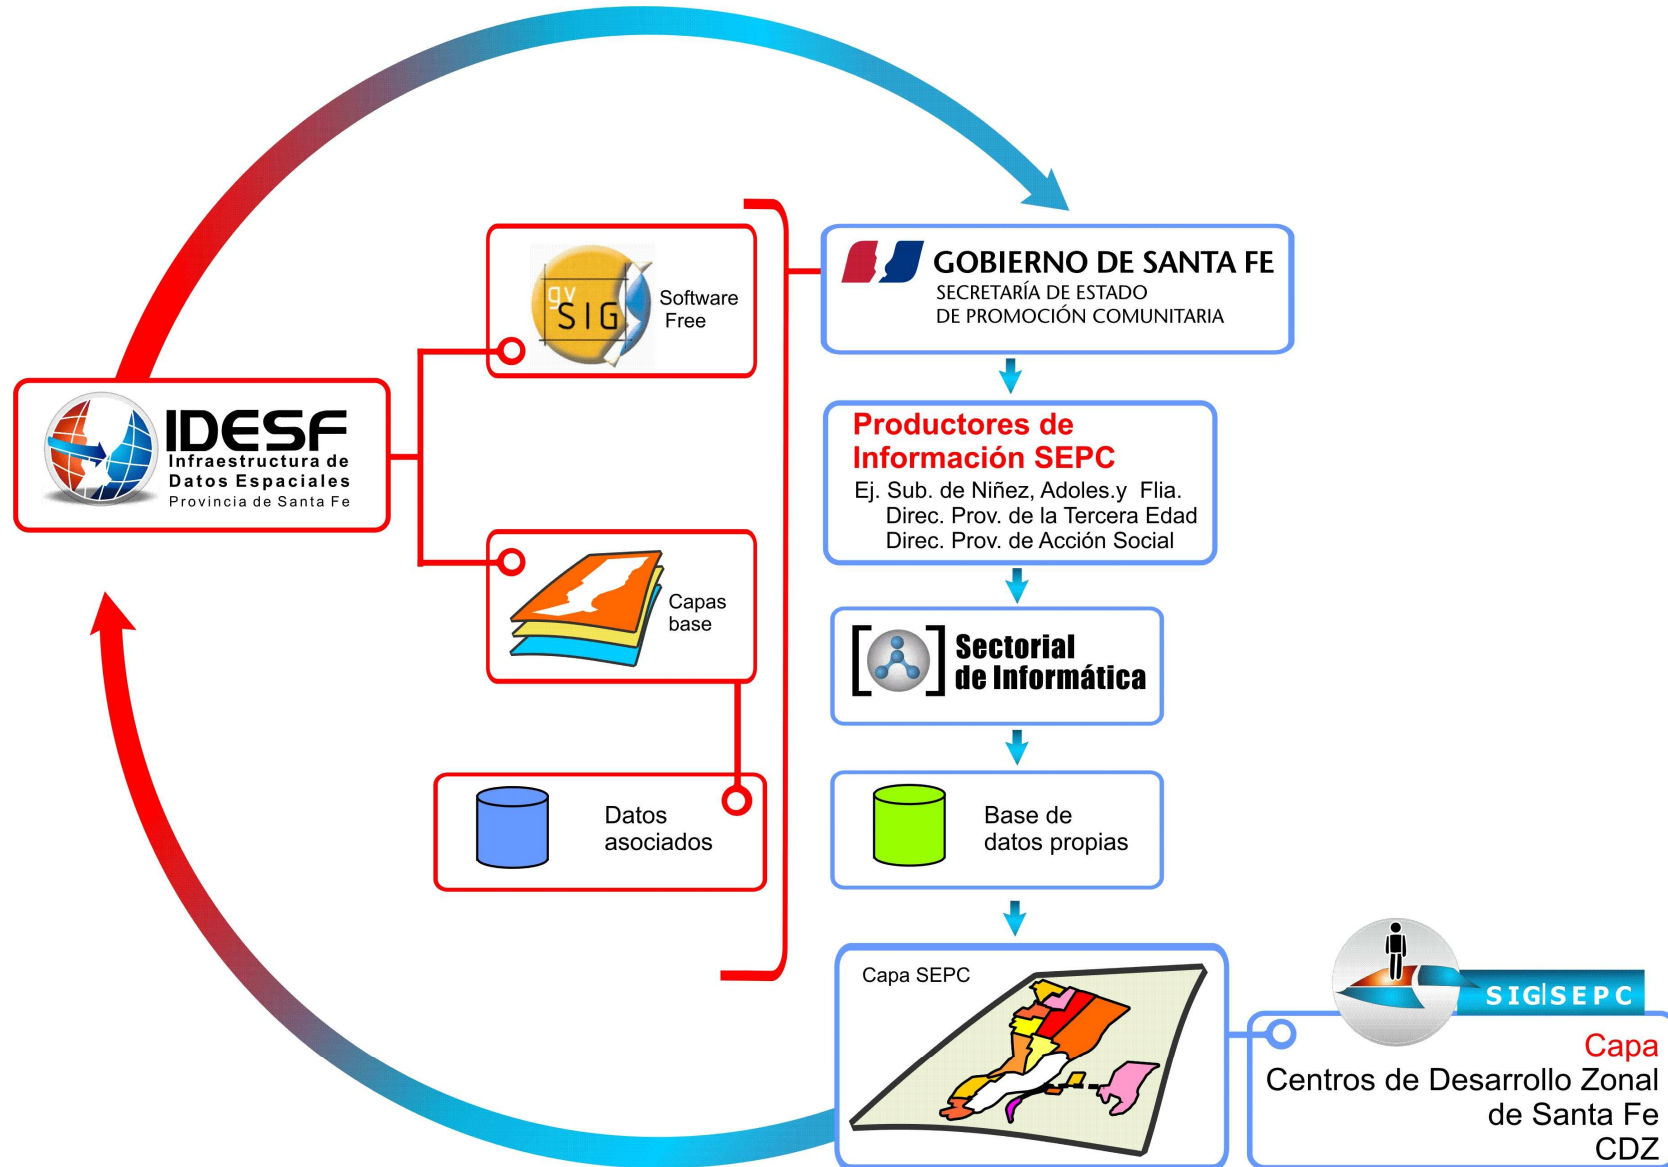 IDESF
Infraestructura de
Datos Espaciales
Provincia de Santa Fe
gv
SIG
Software
Free
Capas
base
Datos
asociados
GOBIERNO DE SANTA FE
SECRETARÍA DE ESTADO
DE PROMOCIÓN COMUNITARIA
Productores de
Información SEPC
Ej. Sub. de Niñez, Adoles.y Flia.
Direc. Prov. de la Tercera Edad
Direc. Prov. de Acción Social
Sectorial
de Informática
Base de
datos propias
Capa SEPC
SIG|SEPC
Capa
Centros de Desarrollo Zonal
de Santa Fe
CDZ